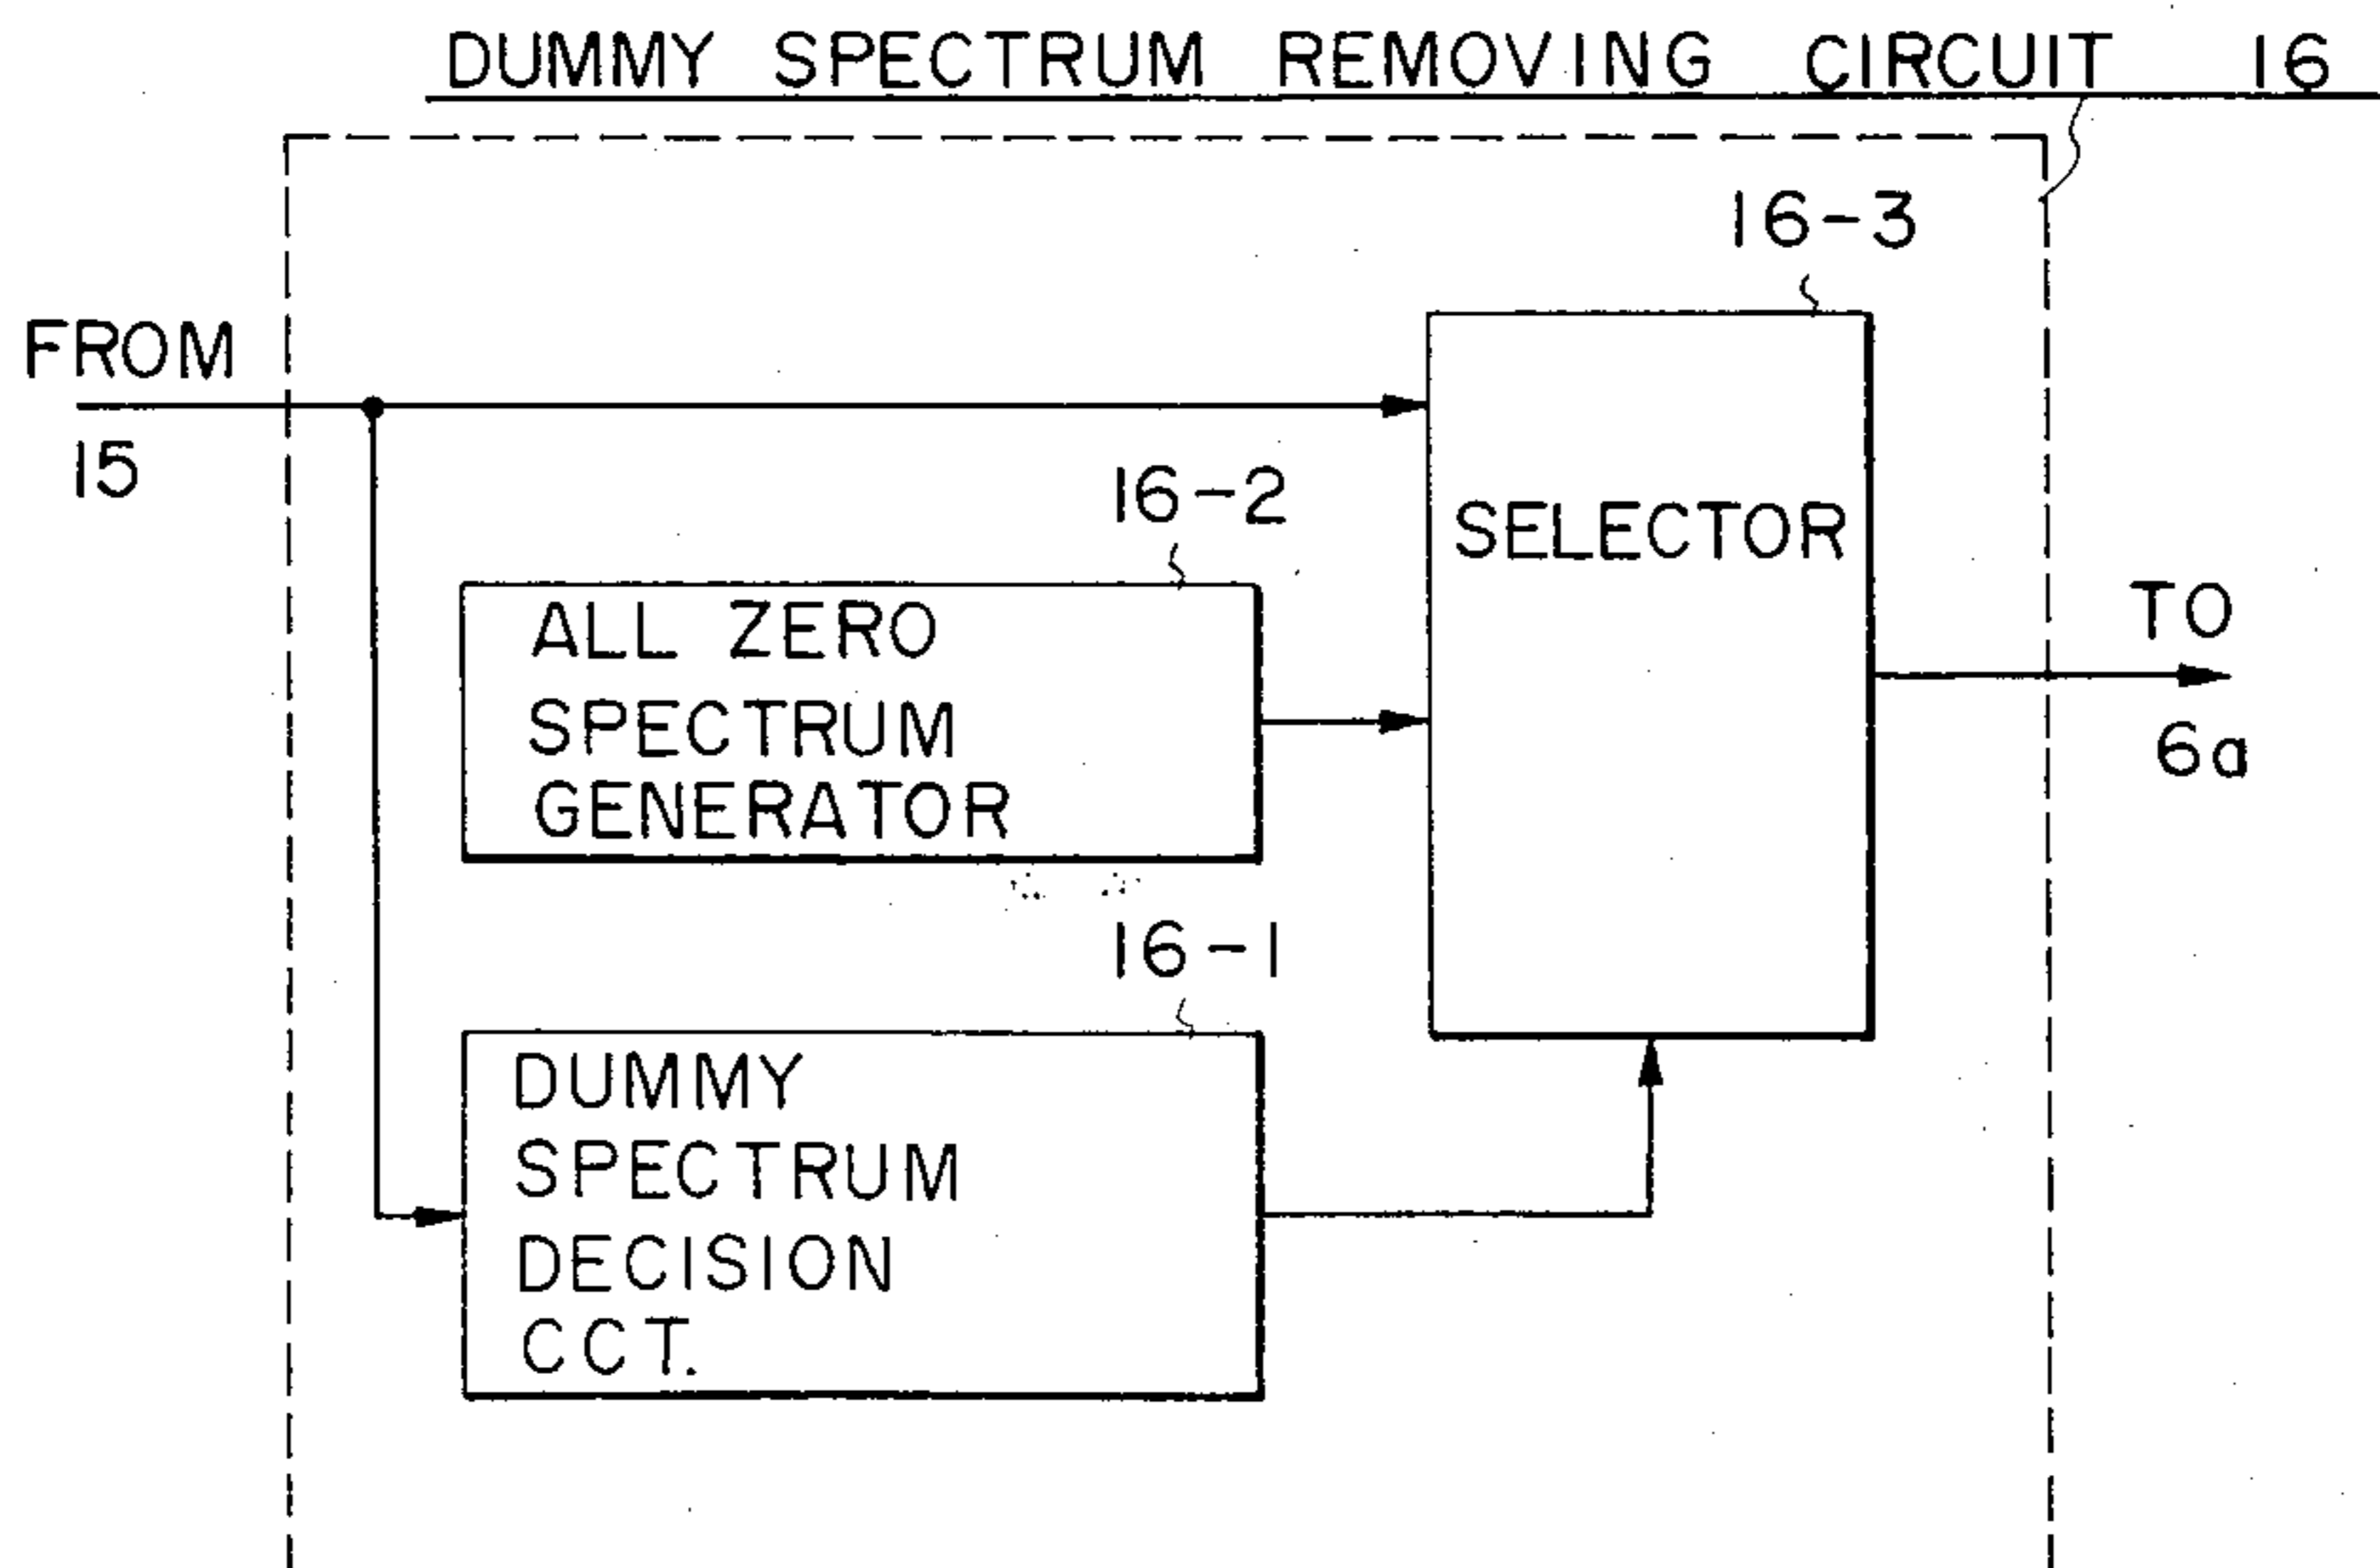 DUMMY SPECTRUM REMOVING CIRCUIT 16
16-3
FROM
15
16-2
SELECTOR
ALL ZERO
SPECTRUM
GENERATOR
TO
6a
16-1
DUMMY
SPECTRUM
DECISION
CCT.